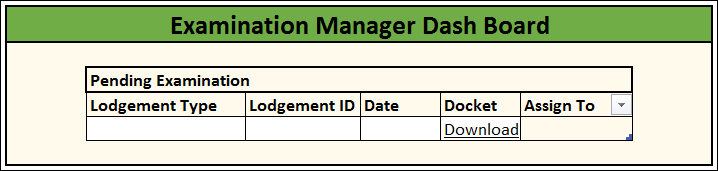 Examination Manager Dash Board
Pending Examination
Lodgement Type Lodgement ID Date Docket Assign To
Download